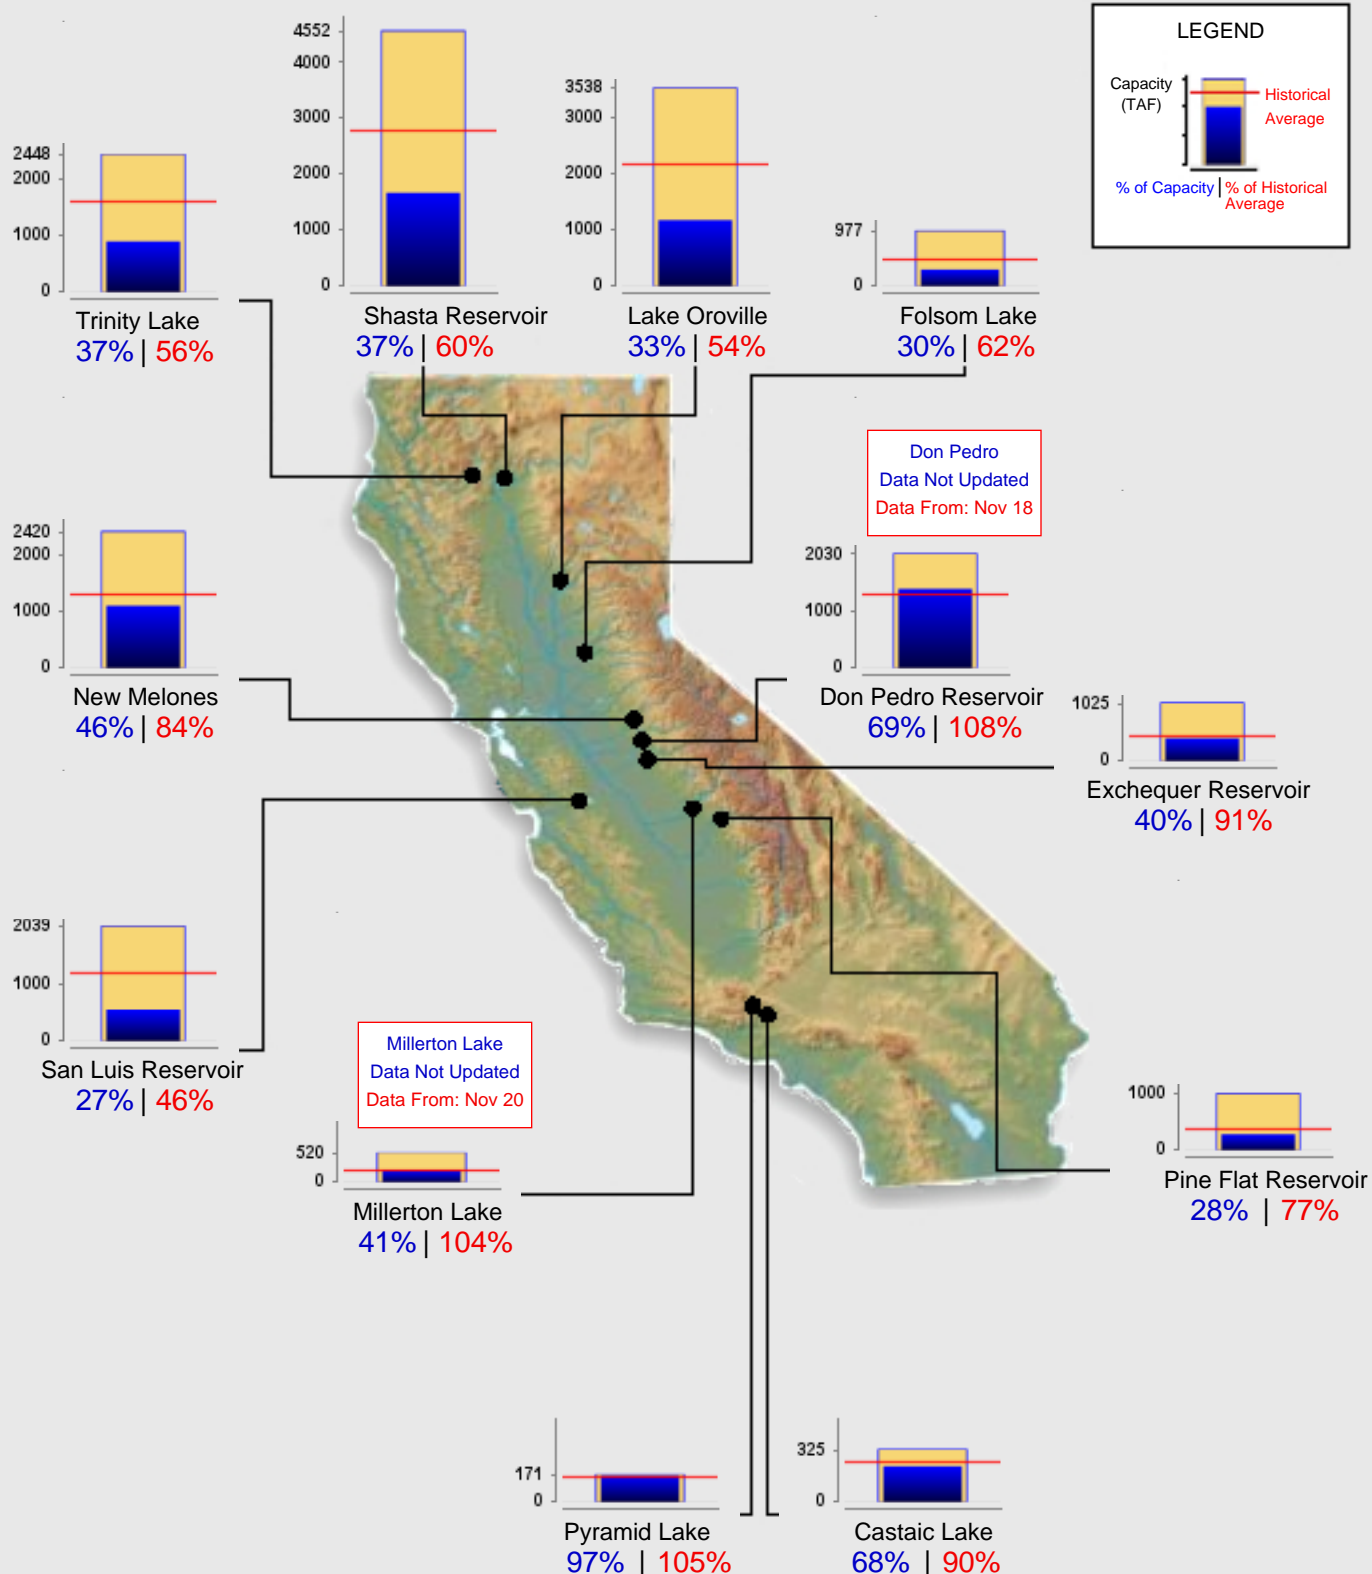 LEGEND
Capacity
(TAF)
Historical
Average
% of Capacity | % of Historical
Average
4552
4000
3000
2000
1000
0
Shasta Reservoir
37% | 60%
3538
3000
2000
1000
0
Lake Oroville
33% | 54%
2448
2000
1000
0
Trinity Lake
37% | 56%
977
0
Folsom Lake
30% | 62%
Don Pedro
Data Not Updated
Data From: Nov 18
2030
1000
0
Don Pedro Reservoir
69% | 108%
2420
2000
1000
0
New Melones
46% | 84%
1025
0
Exchequer Reservoir
40% | 91%
2039
1000
0
San Luis Reservoir
27% | 46%
Millerton Lake
Data Not Updated
Data From: Nov 20
520
0
Millerton Lake
41% | 104%
1000
0
Pine Flat Reservoir
28% | 77%
171
0
Pyramid Lake
97% | 105%
325
0
Castaic Lake
68% | 90%